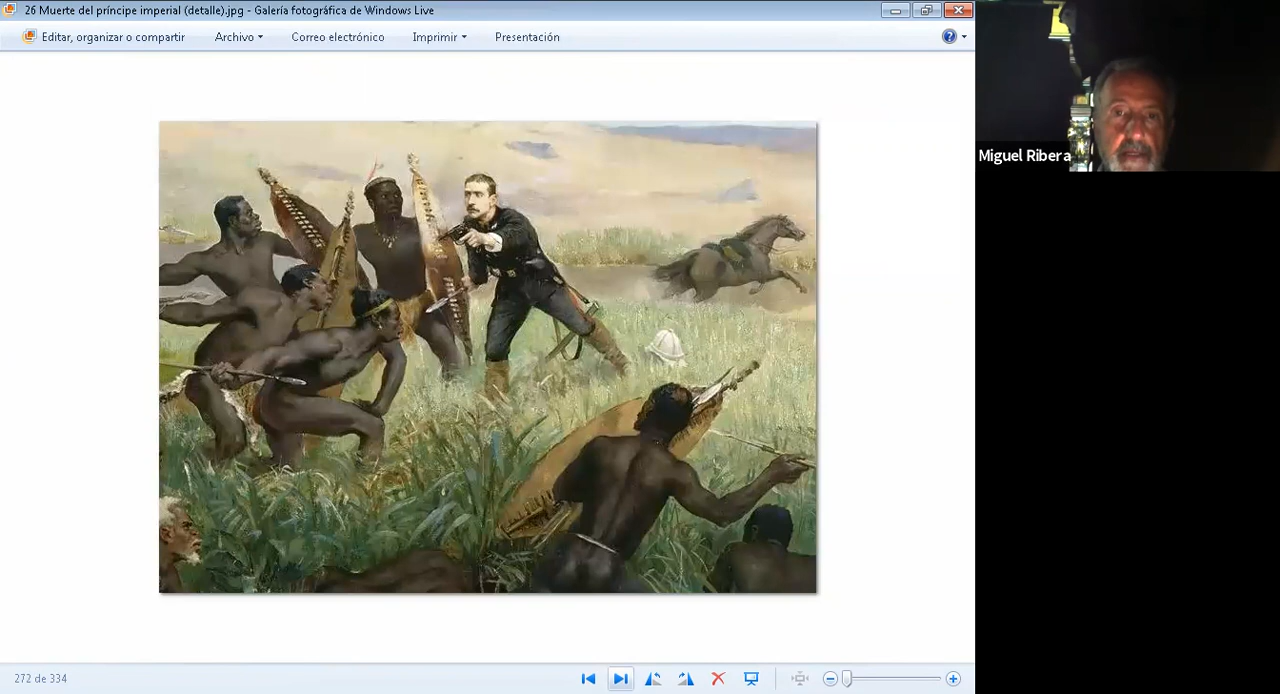 26 Muerte del príncipe imperial (detalle).jpg - Galería fotográfica de Windows Live
Editar, organizar o compartir Archivo Correo electrónico Imprimir Presentación
Miguel Ribera
272 de 334